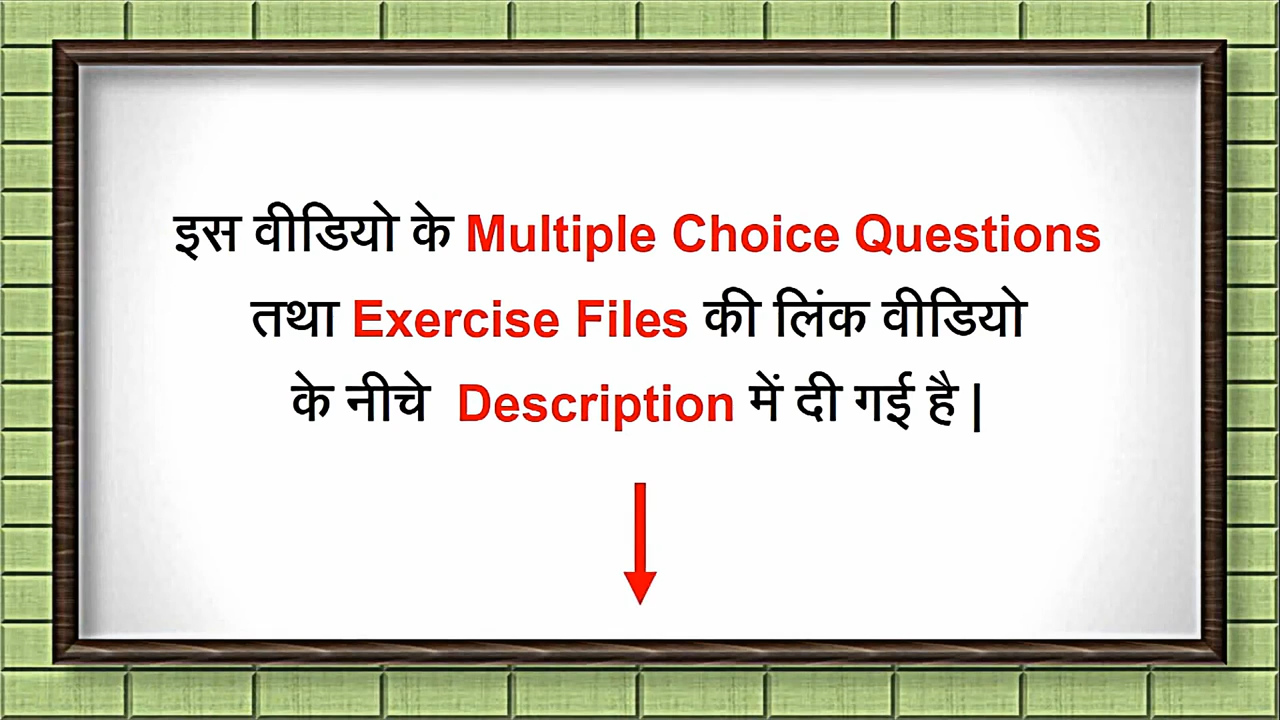 इस वीडियो के Multiple Choice Questions
तथा Exercise Files की लिंक वीडियो
के नीचे Description में दी गई है |